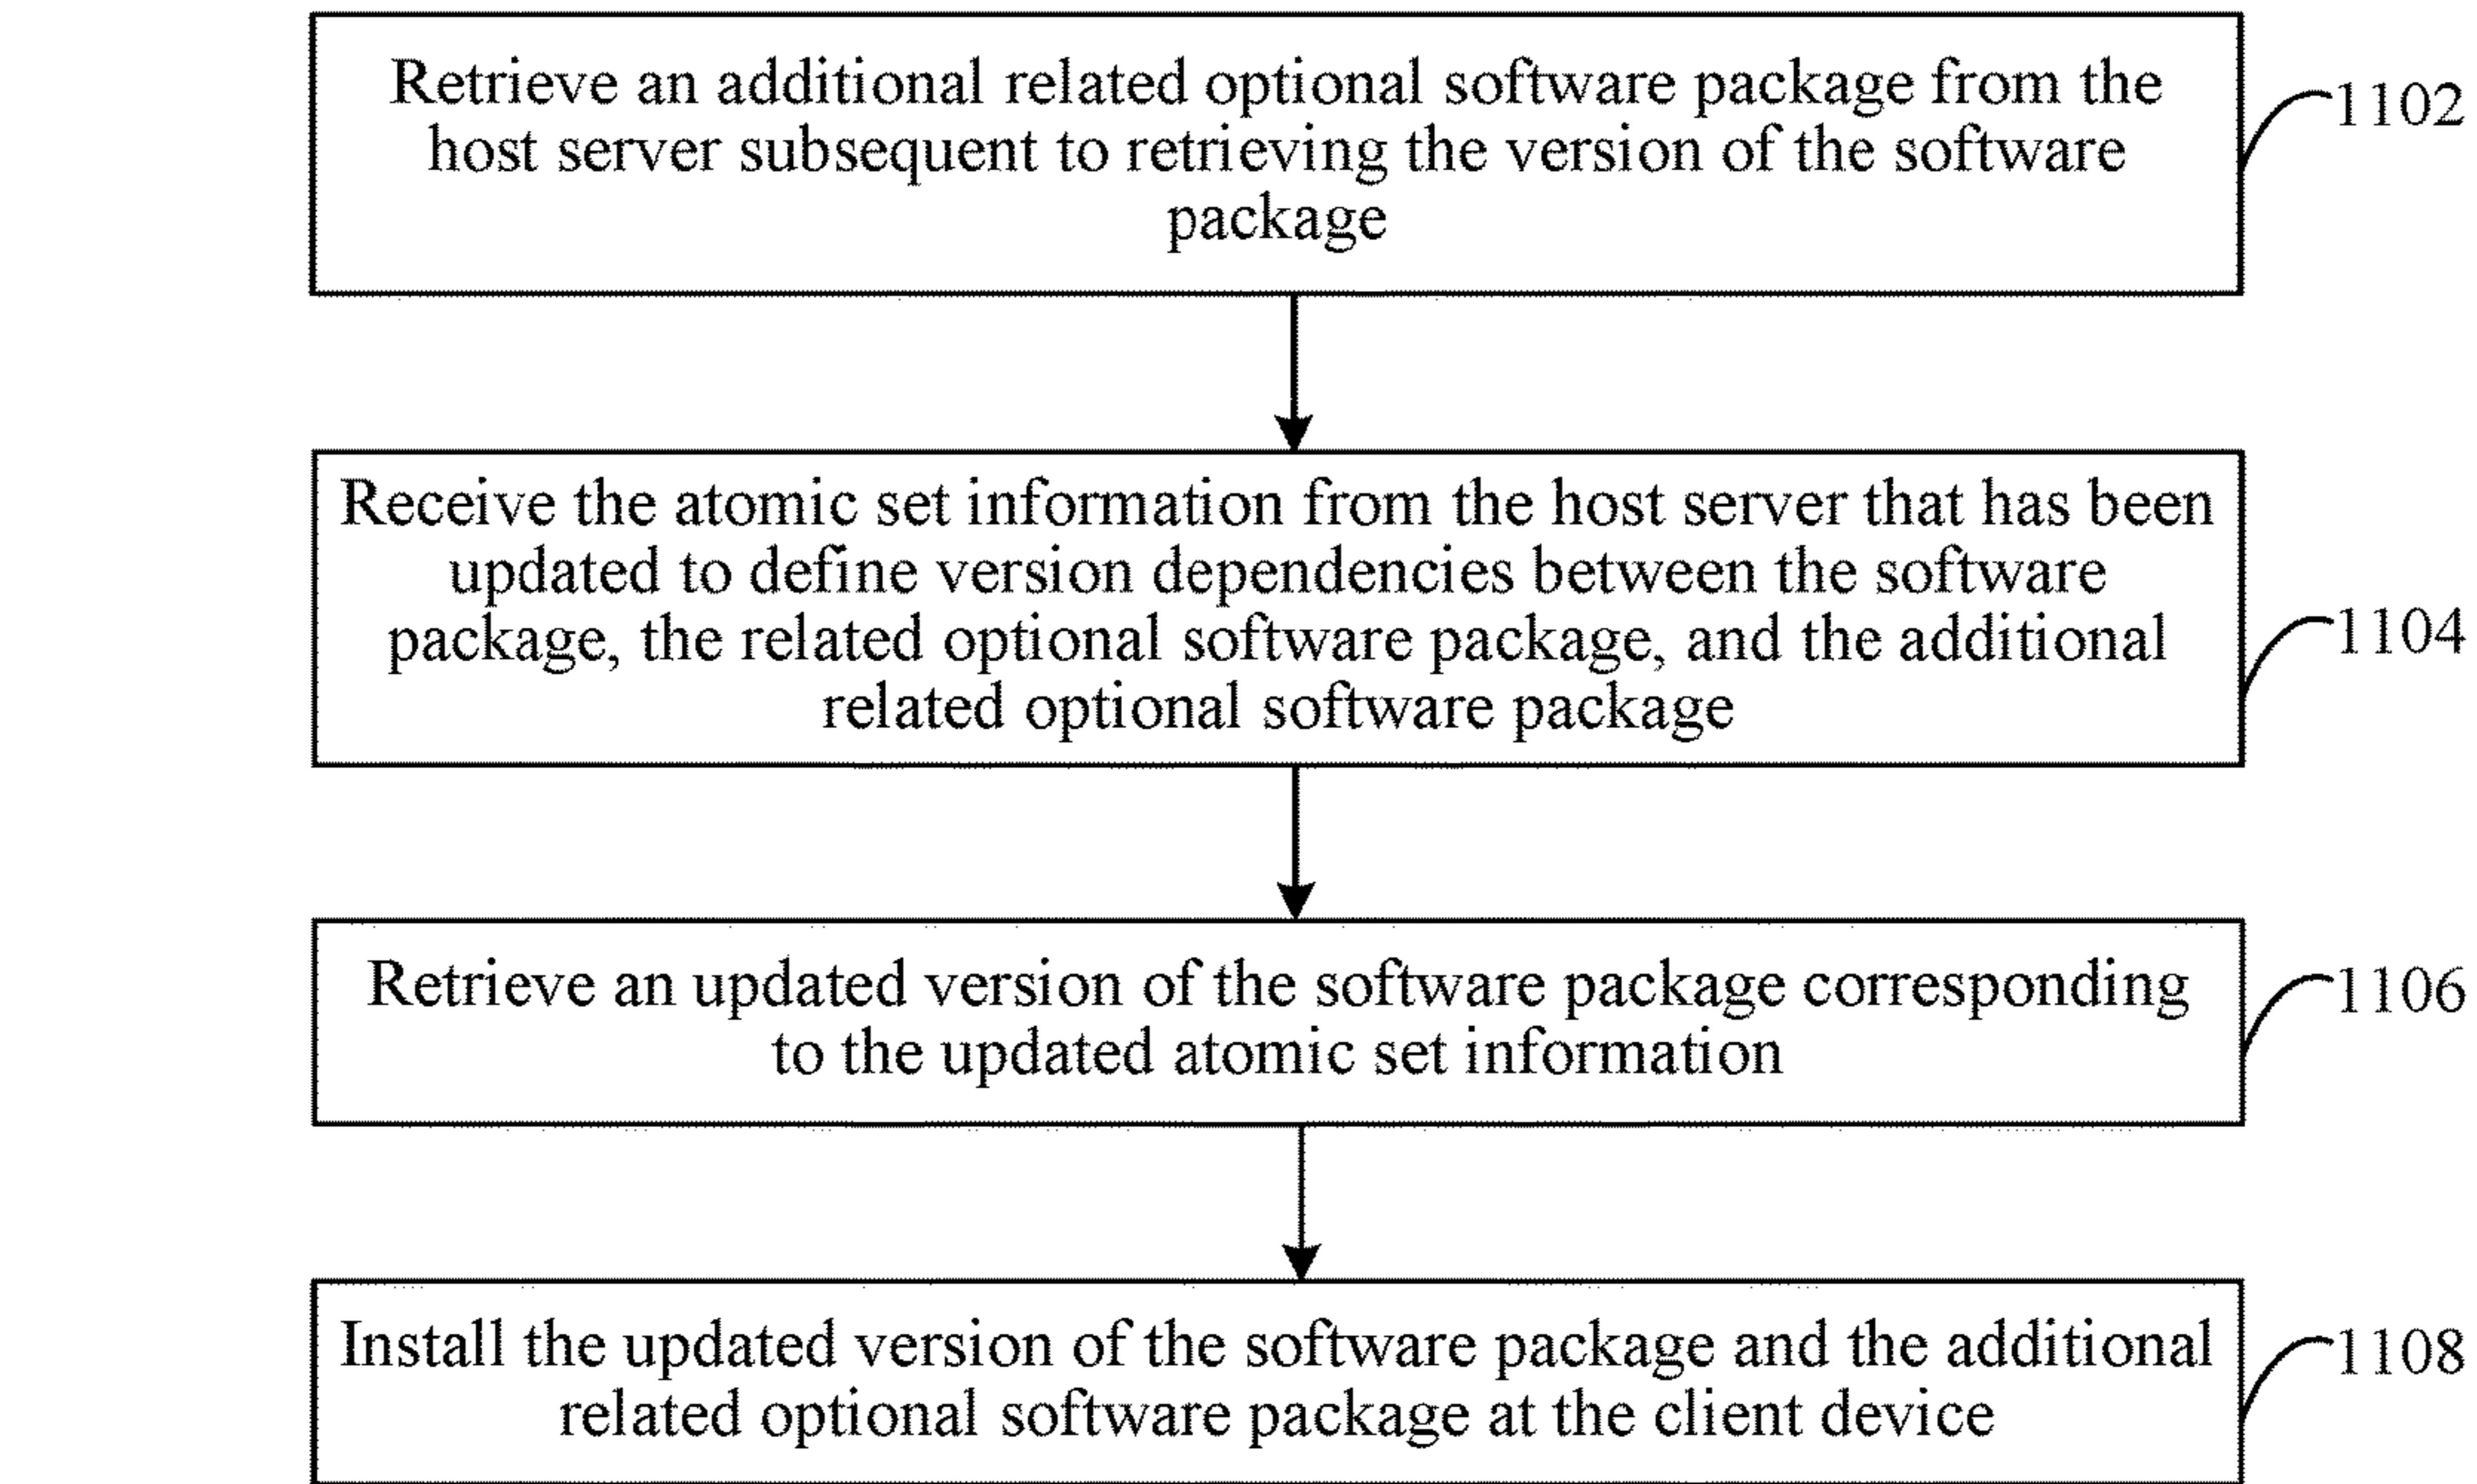 Retrieve an additional related optional software package from the
host server subsequent to retrieving the version of the software
package
1102
Receive the atomic set information from the host server that has been
updated to define version dependencies between the software
package, the related optional software package, and the additional
related optional software package
1104
Retrieve an updated version of the software package corresponding
to the updated atomic set information
1106
Install the updated version of the software package and the additional
related optional software package at the client device
1108